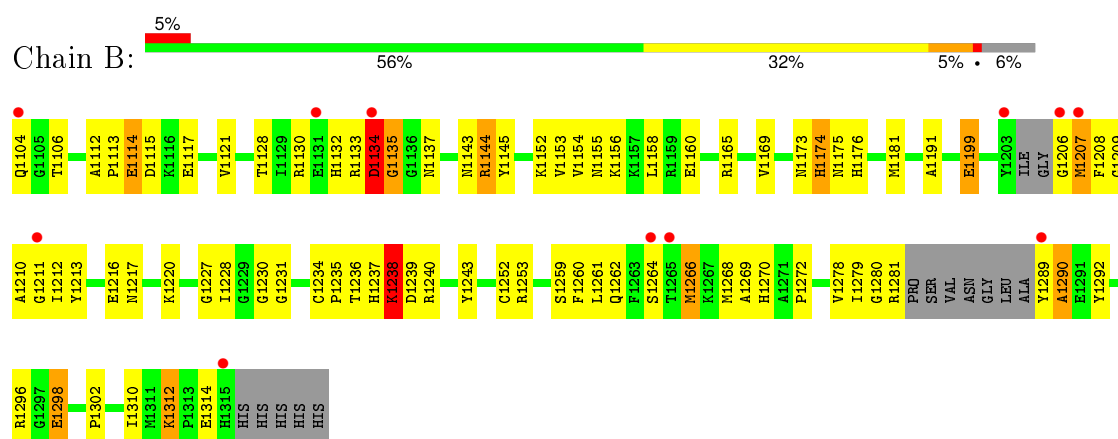 5%
Chain B:
56% 32% 5% • 6%
Q1104 G1105 T1106 A1112 P1113 E1114 D1115 K1116 E1117 V1121 T1128 I1129 R1130 E1131 H1132 R1133 D1134 G1135 G1136 N1137 N1143 R1144 Y1145 K1152 V1153 V1154 N1155 K1156 K1157 L1158 R1159 E1160 R1165 V1169 N1173 H1174 N1175 H1176 M1181 A1191 E1199 Y1203 ILE GLY G1206 M1207 F1208 G1209
A1210 G1211 I1212 Y1213 E1216 N1217 K1220 G1227 I1228 G1229 G1230 G1231 C1234 P1235 T1236 H1237 K1238 D1239 R1240 Y1243 C1252 R1253 S1259 F1260 L1261 Q1262 F1263 S1264 T1265 M1266 K1267 M1268 A1269 H1270 A1271 P1272 V1278 I1279 G1280 R1281 PRO SER VAL ASN GLY LEU ALA Y1289 A1290 E1291 Y1292
R1296 G1297 E1298 P1302 I1310 M1311 K1312 P1313 E1314 H1315 HIS HIS HIS HIS HIS